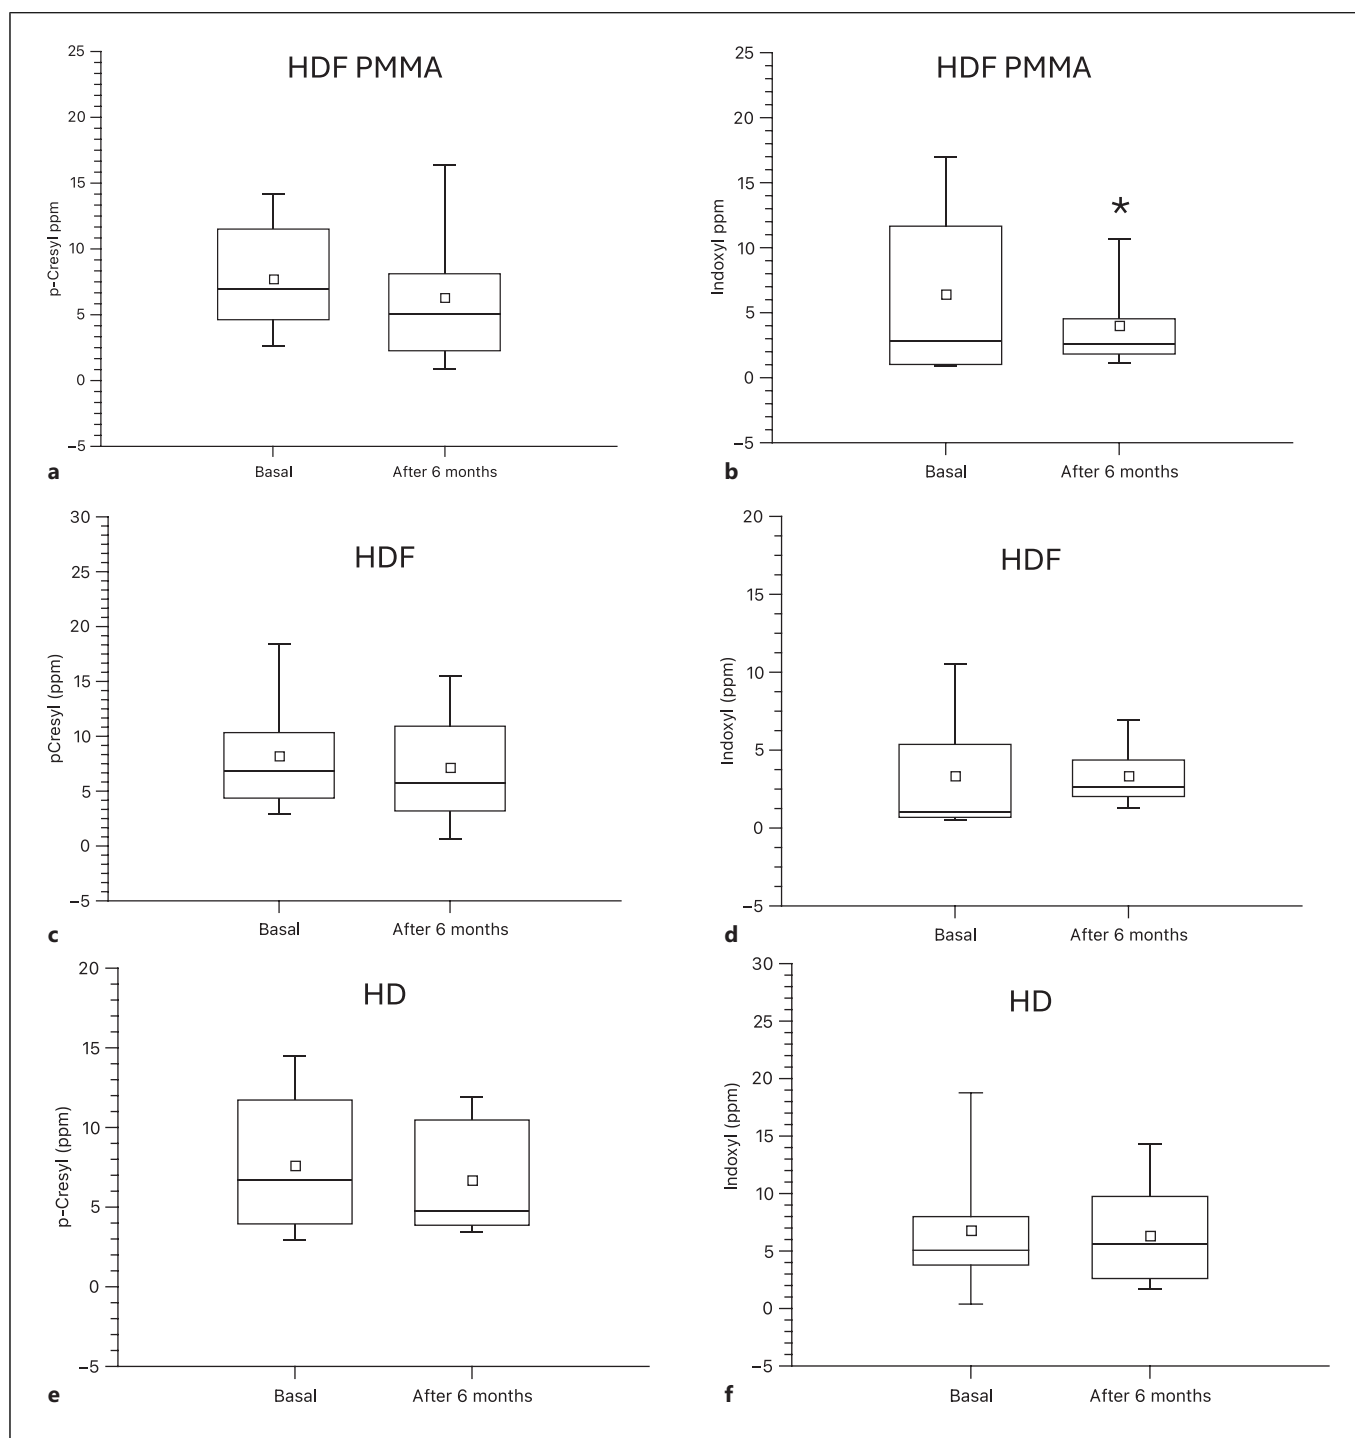 HDF PMMA
25
20
15
10
5
0
–5
p-Cresyl ppm
Basal
After 6 months
a
HDF PMMA
25
20
15
10
5
0
–5
Indoxyl ppm
*
Basal
After 6 months
b
HDF
30
25
20
15
10
5
0
–5
pCresyl (ppm)
Basal
After 6 months
c
HDF
20
15
10
5
0
–5
Indoxyl (ppm)
Basal
After 6 months
d
HD
20
15
10
5
0
–5
p-Cresyl (ppm)
Basal
After 6 months
e
HD
30
25
20
15
10
5
0
–5
Indoxyl (ppm)
Basal
After 6 months
f